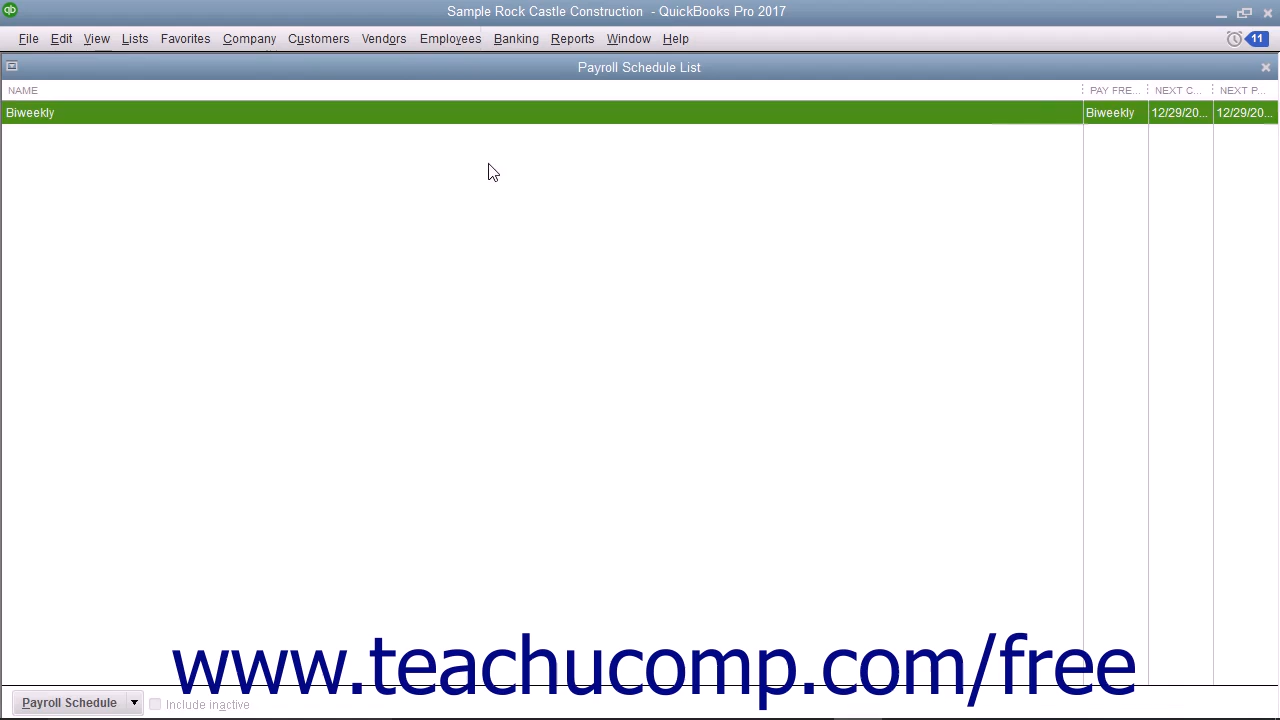 qb
Sample Rock Castle Construction - QuickBooks Pro 2017
File Edit View Lists Favorites Company Customers Vendors Employees Banking Reports Window Help 11
Payroll Schedule List
NAME PAY FRE... NEXT C... NEXT P...
Biweekly Biweekly 12/29/20... 12/29/20...
www.teachucomp.com/free
Payroll Schedule Include inactive